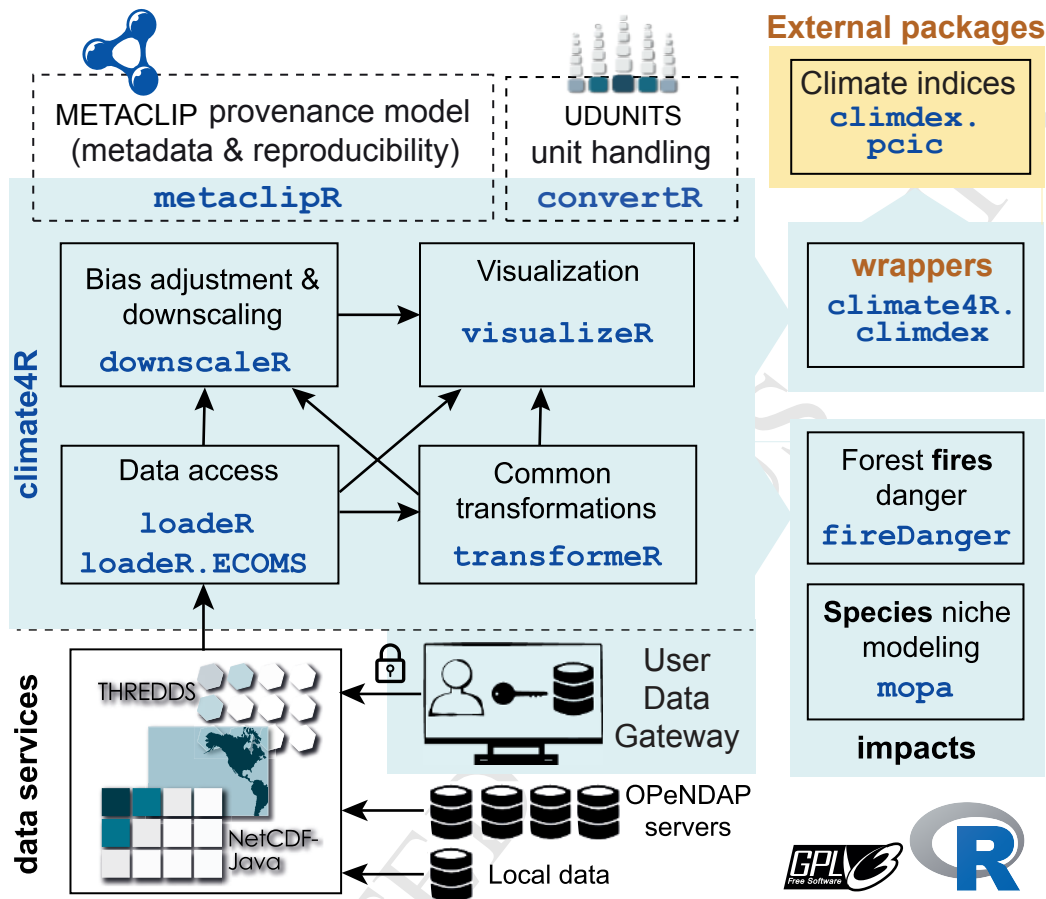 External packages
METACLIP provenance model
(metadata & reproducibility)
metaclipR
UDUNITS
unit handling
convertR
Climate indices
climdex.
pcic
climate4R
Bias adjustment &
downscaling
downscaleR
Visualization
visualizeR
wrappers
climate4R.
climdex
Data access
loadeR
loadeR.ECOMS
Common
transformations
transformeR
Forest fires
danger
fireDanger
Species niche
modeling
mopa
impacts
data services
THREDDS
NetCDF-
Java
User
Data
Gateway
OPeNDAP
servers
Local data
GPLv3
Free Software
R